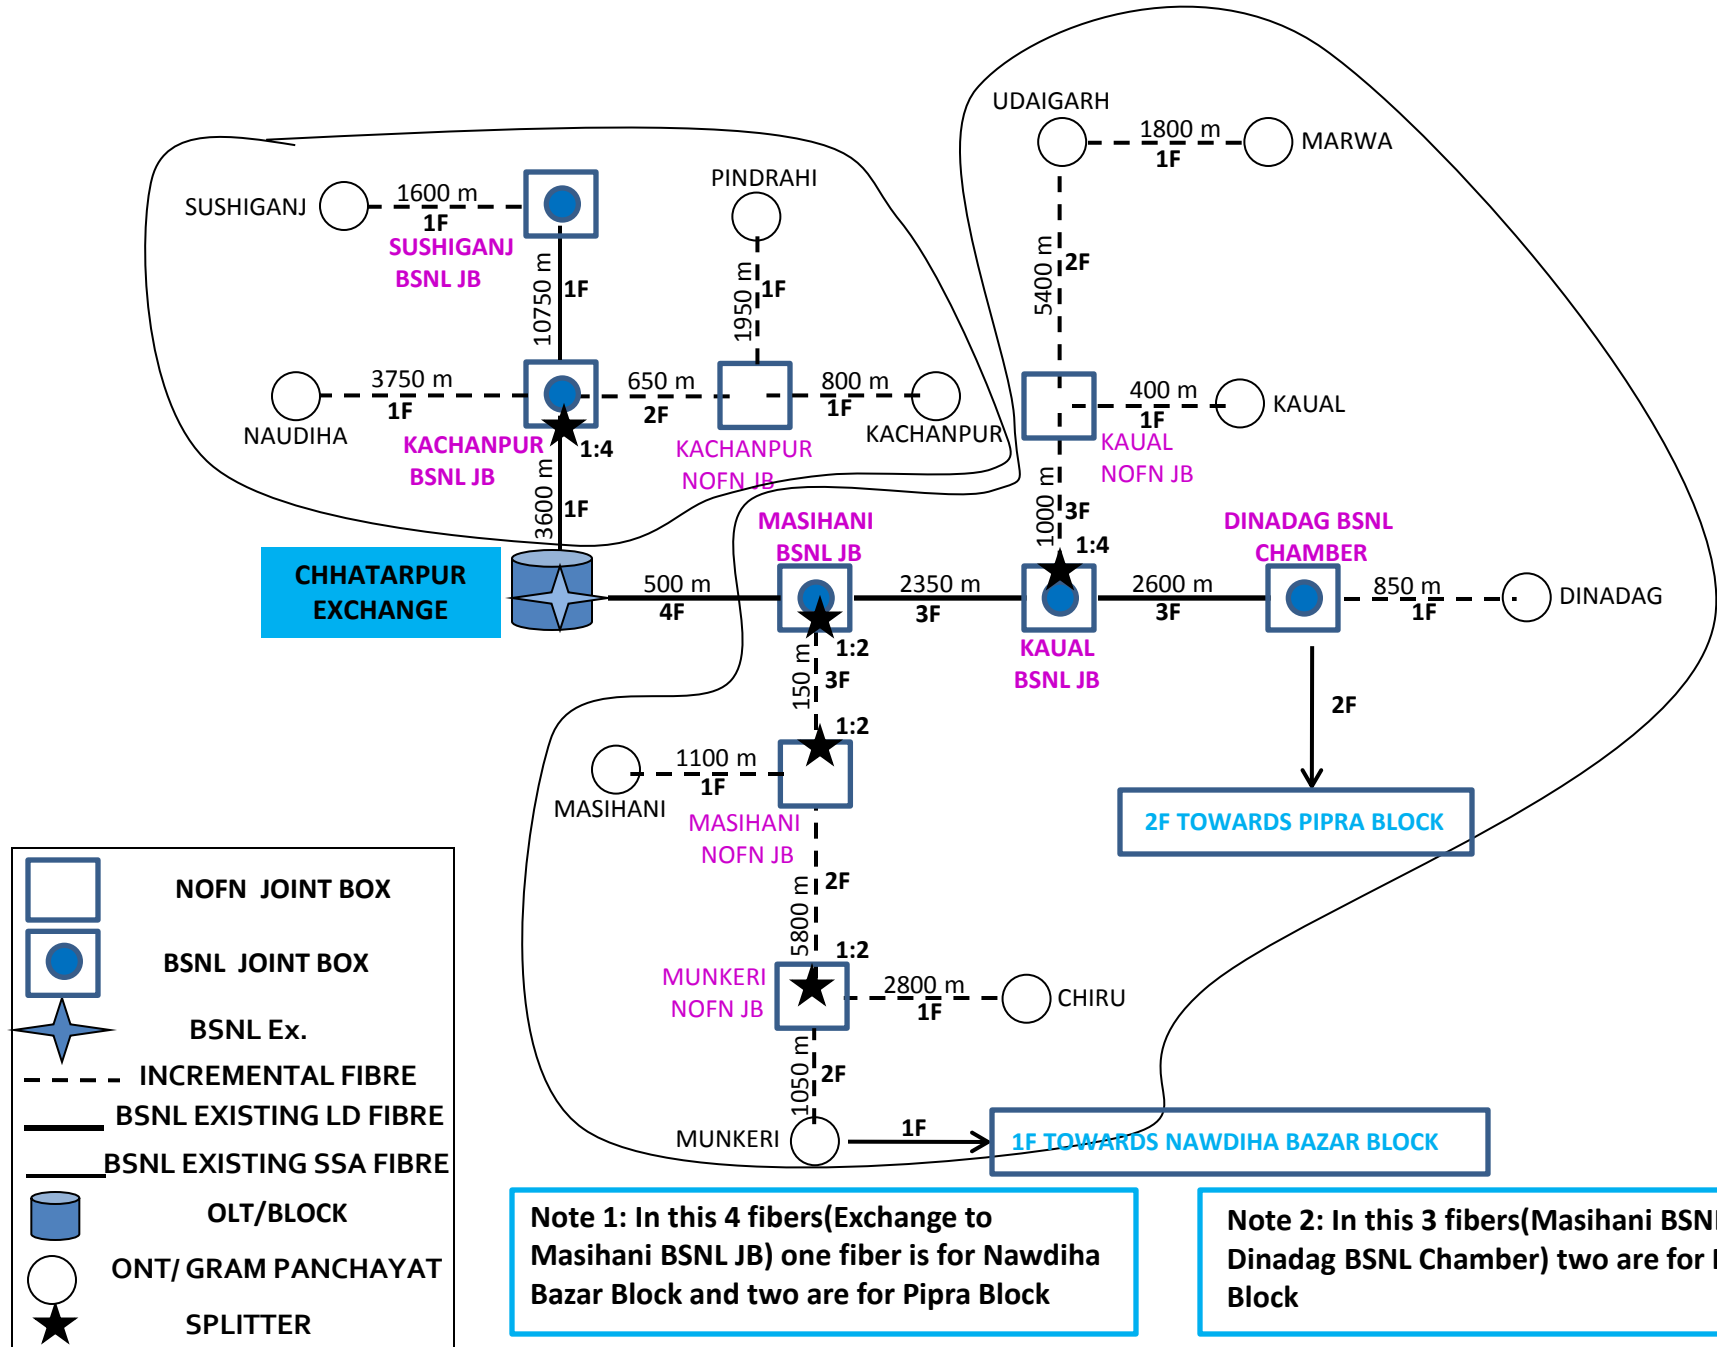 UDAIGARH
1800 m
1F
MARWA
PINDRAHI
SUSHIGANJ
1600 m
1F
SUSHIGANJ
BSNL JB
10750 m
1F
1950 m
1F
5400 m
2F
3750 m
1F
NAUDIHA
650 m
2F
800 m
1F
KACHANPUR
400 m
1F
KAUAL
KACHANPUR
BSNL JB
1:4
KACHANPUR
NOFN JB
KAUAL
NOFN JB
3600 m
1F
1000 m
3F
1:4
MASIHANI
BSNL JB
DINADAG BSNL
CHAMBER
CHHATARPUR
EXCHANGE
500 m
4F
2350 m
3F
2600 m
3F
850 m
1F
DINADAG
1:2
KAUAL
BSNL JB
150 m
3F
2F
1:2
1100 m
1F
MASIHANI
MASIHANI
NOFN JB
2F TOWARDS PIPRA BLOCK
5800 m
2F
1:2
MUNKERI
NOFN JB
2800 m
1F
CHIRU
1050 m
2F
MUNKERI
1F
1F TOWARDS NAWDIHA BAZAR BLOCK
NOFN JOINT BOX
BSNL JOINT BOX
BSNL Ex.
INCREMENTAL FIBRE
BSNL EXISTING LD FIBRE
BSNL EXISTING SSA FIBRE
OLT/BLOCK
ONT/ GRAM PANCHAYAT
SPLITTER
Note 1: In this 4 fibers(Exchange to
Masihani BSNL JB) one fiber is for Nawdiha
Bazar Block and two are for Pipra Block
Note 2: In this 3 fibers(Masihani
Dinadag BSNL Chamber) two are for
Block